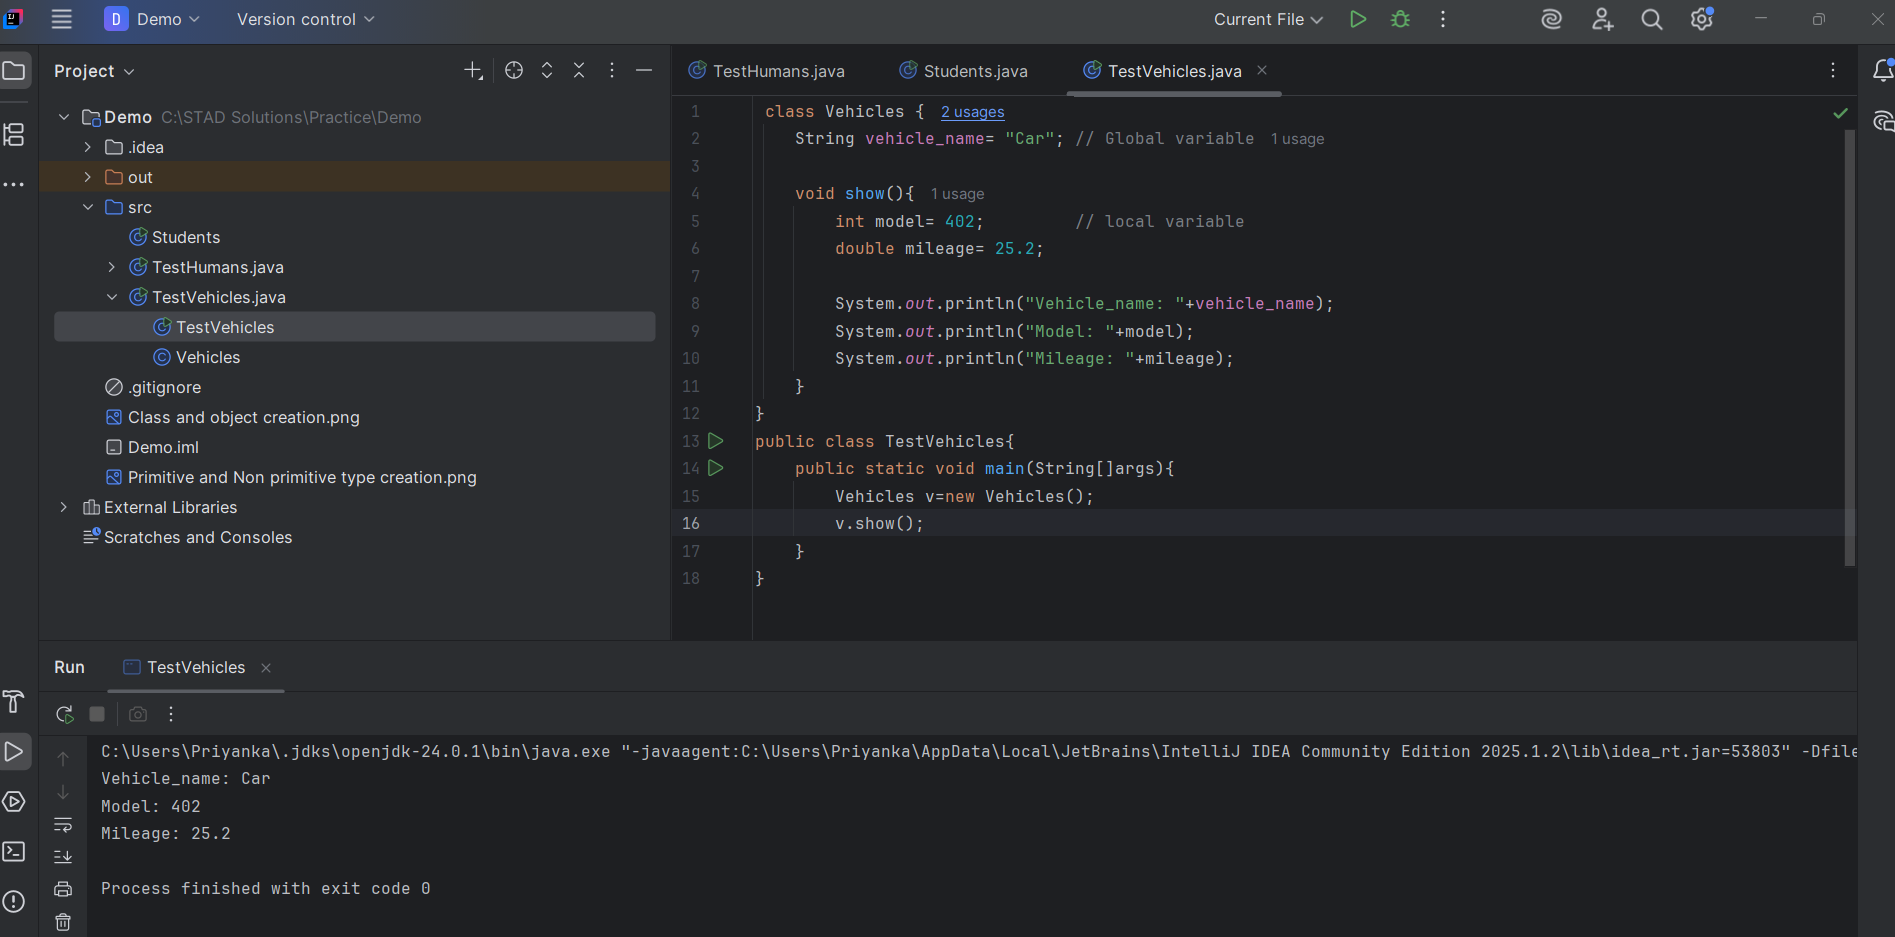 D Demo Version control Current File
Project
TestHumans.java Students.java TestVehicles.java
Demo C:\STAD Solutions\Practice\Demo
.idea
out
src
Students
TestHumans.java
TestVehicles.java
TestVehicles
Vehicles
.gitignore
Class and object creation.png
Demo.iml
Primitive and Non primitive type creation.png
External Libraries
Scratches and Consoles
1 class Vehicles { 2 usages
2 String vehicle_name= "Car"; // Global variable 1 usage
3
4 void show(){ 1 usage
5 int model= 402; // local variable
6 double mileage= 25.2;
7
8 System.out.println("Vehicle_name: "+vehicle_name);
9 System.out.println("Model: "+model);
10 System.out.println("Mileage: "+mileage);
11 }
12 }
13 public class TestVehicles{
14 public static void main(String[]args){
15 Vehicles v=new Vehicles();
16 v.show();
17 }
18 }
Run TestVehicles
C:\Users\Priyanka\.jdks\openjdk-24.0.1\bin\java.exe "-javaagent:C:\Users\Priyanka\AppData\Local\JetBrains\IntelliJ IDEA Community Edition 2025.1.2\lib\idea_rt.jar=53803" -Dfile
Vehicle_name: Car
Model: 402
Mileage: 25.2
Process finished with exit code 0